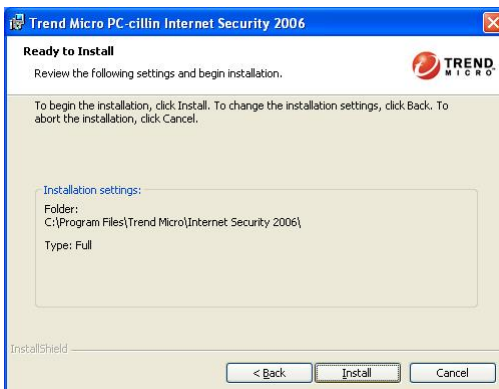 Trend Micro PC-cillin Internet Security 2006
Ready to Install
Review the following settings and begin installation.
TREND
MICRO
To begin the installation, click Install. To change the installation settings, click Back. To
abort the installation, click Cancel.
Installation settings:
Folder:
C:\Program Files\Trend Micro\Internet Security 2006\
Type: Full
InstallShield
< Back Install Cancel